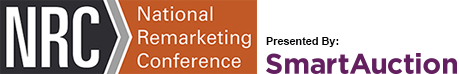 NRC
National
Remarketing
Conference
Presented By:
SmartAuction